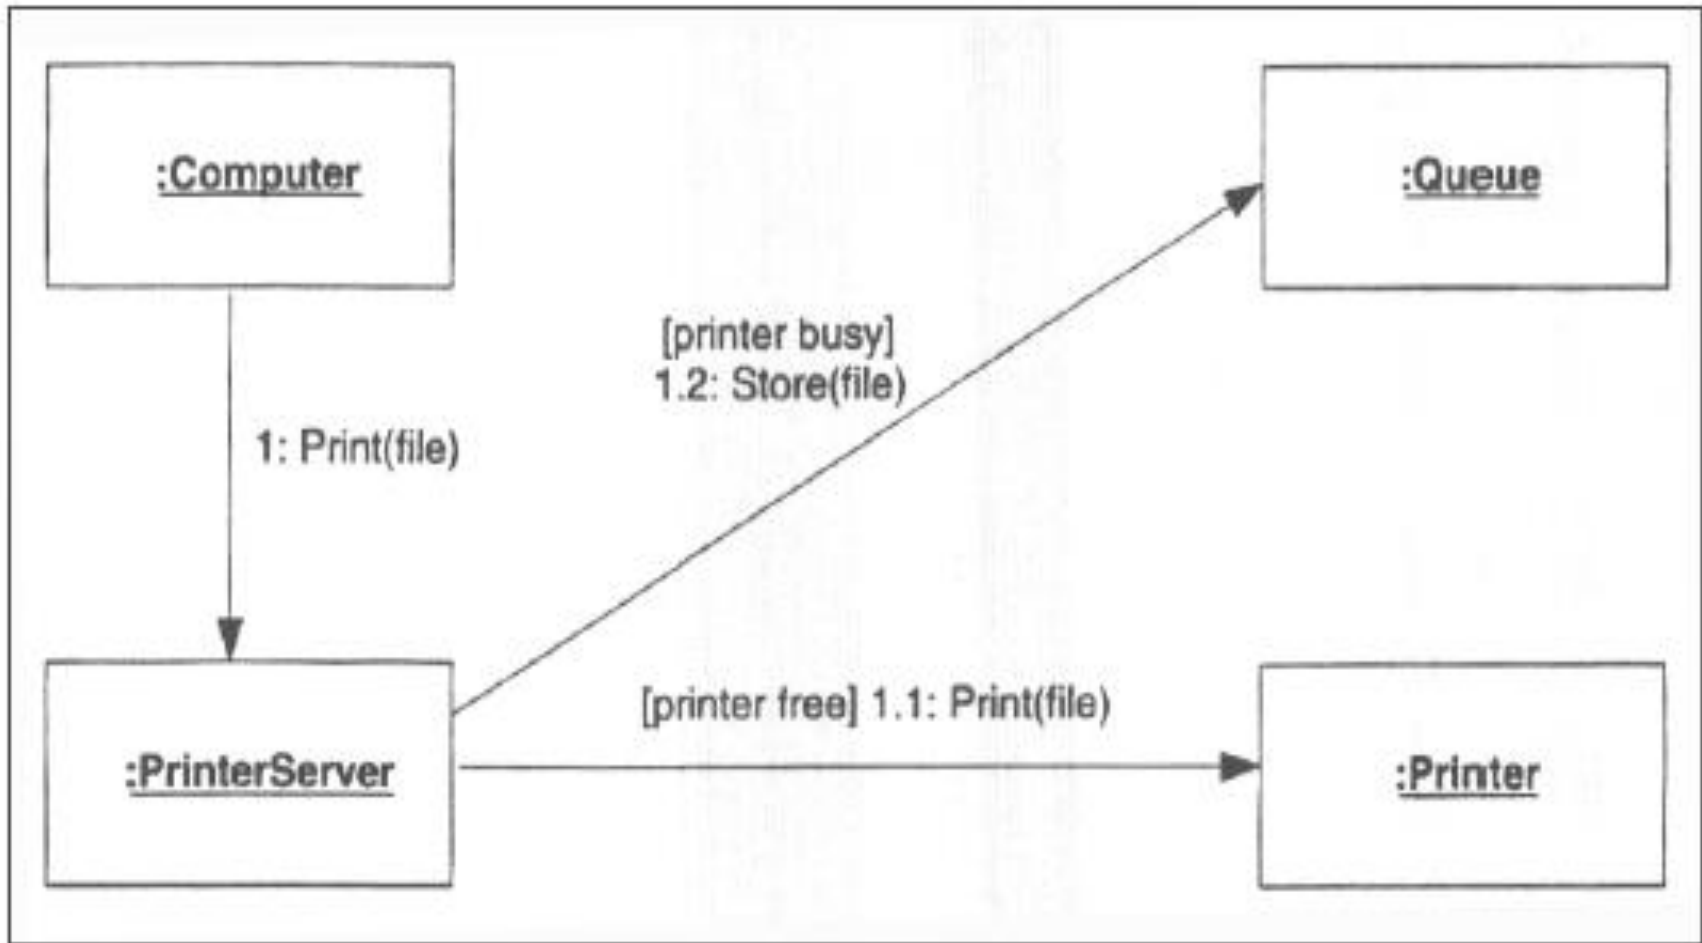 :Computer
:Queue
[printer busy]
1.2: Store(file)
1: Print(file)
[printer free] 1.1: Print(file)
:PrinterServer
:Printer